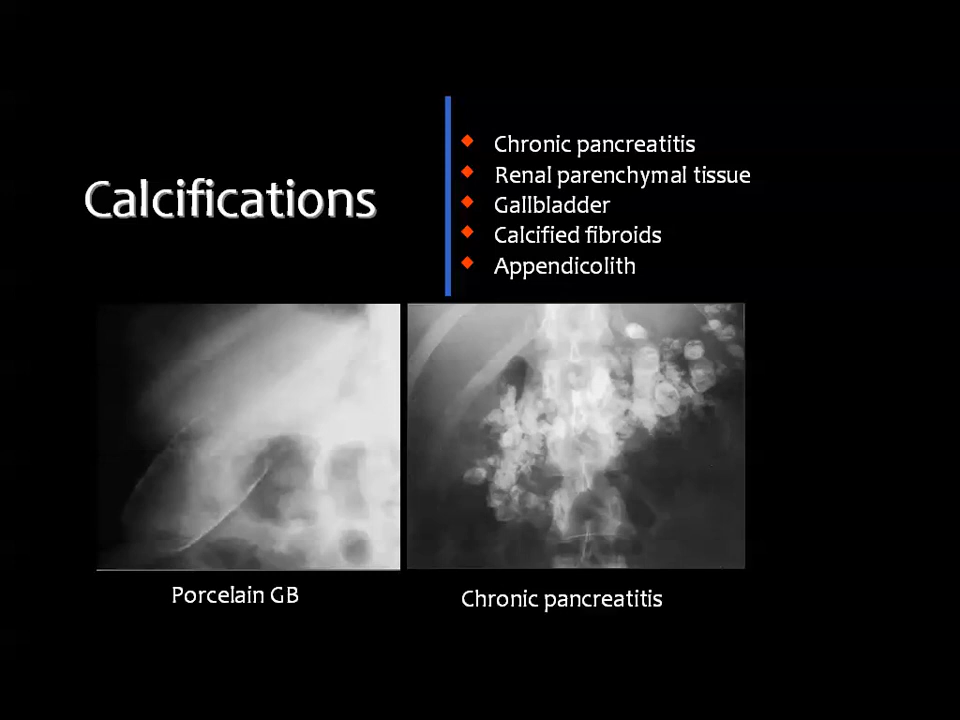 Calcifications
Chronic pancreatitis
Renal parenchymal tissue
Gallbladder
Calcified fibroids
Appendicolith
Porcelain GB
Chronic pancreatitis